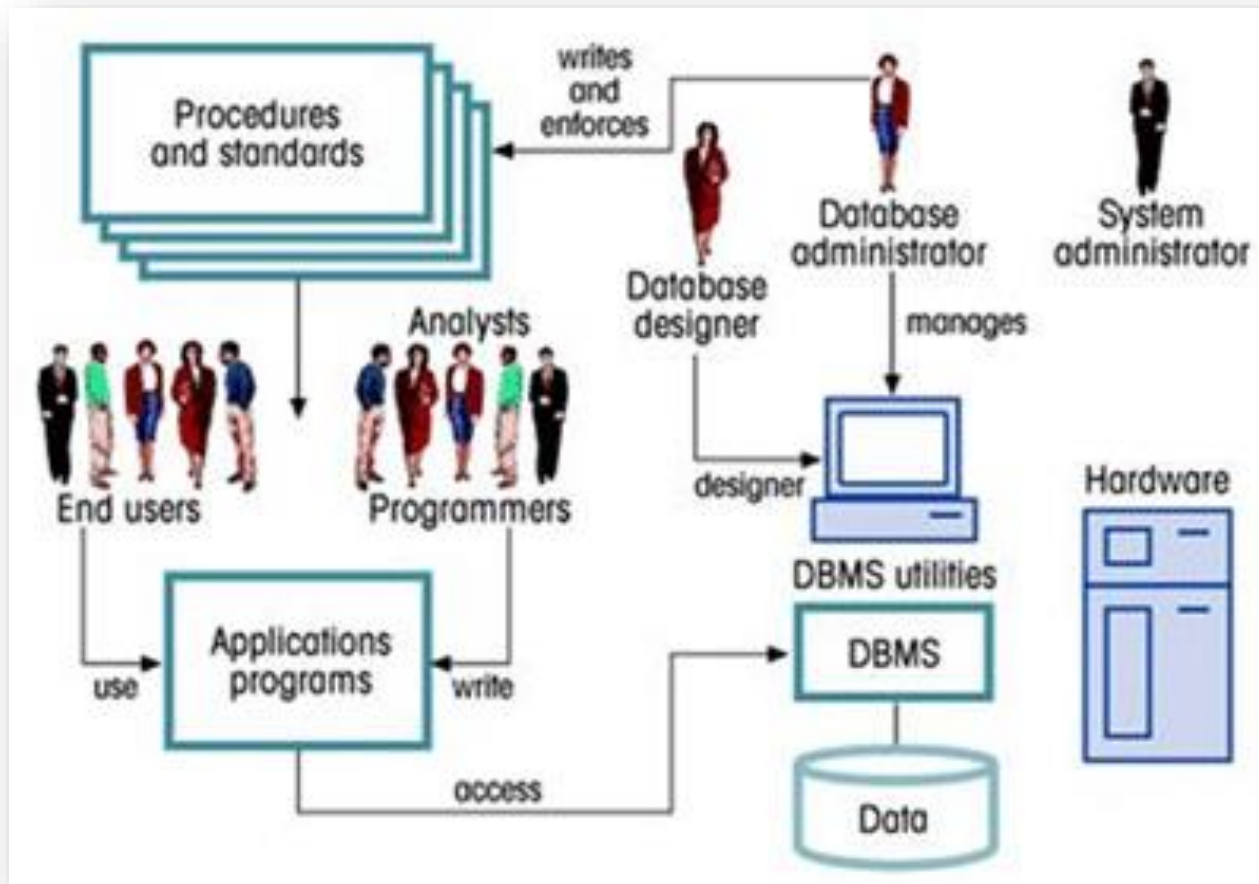 Procedures
and standards
writes
and
enforces
Database
administrator
System
administrator
Database
designer
manages
Analysts
End users
Programmers
designer
Hardware
DBMS utilities
Applications
programs
use
write
DBMS
access
Data